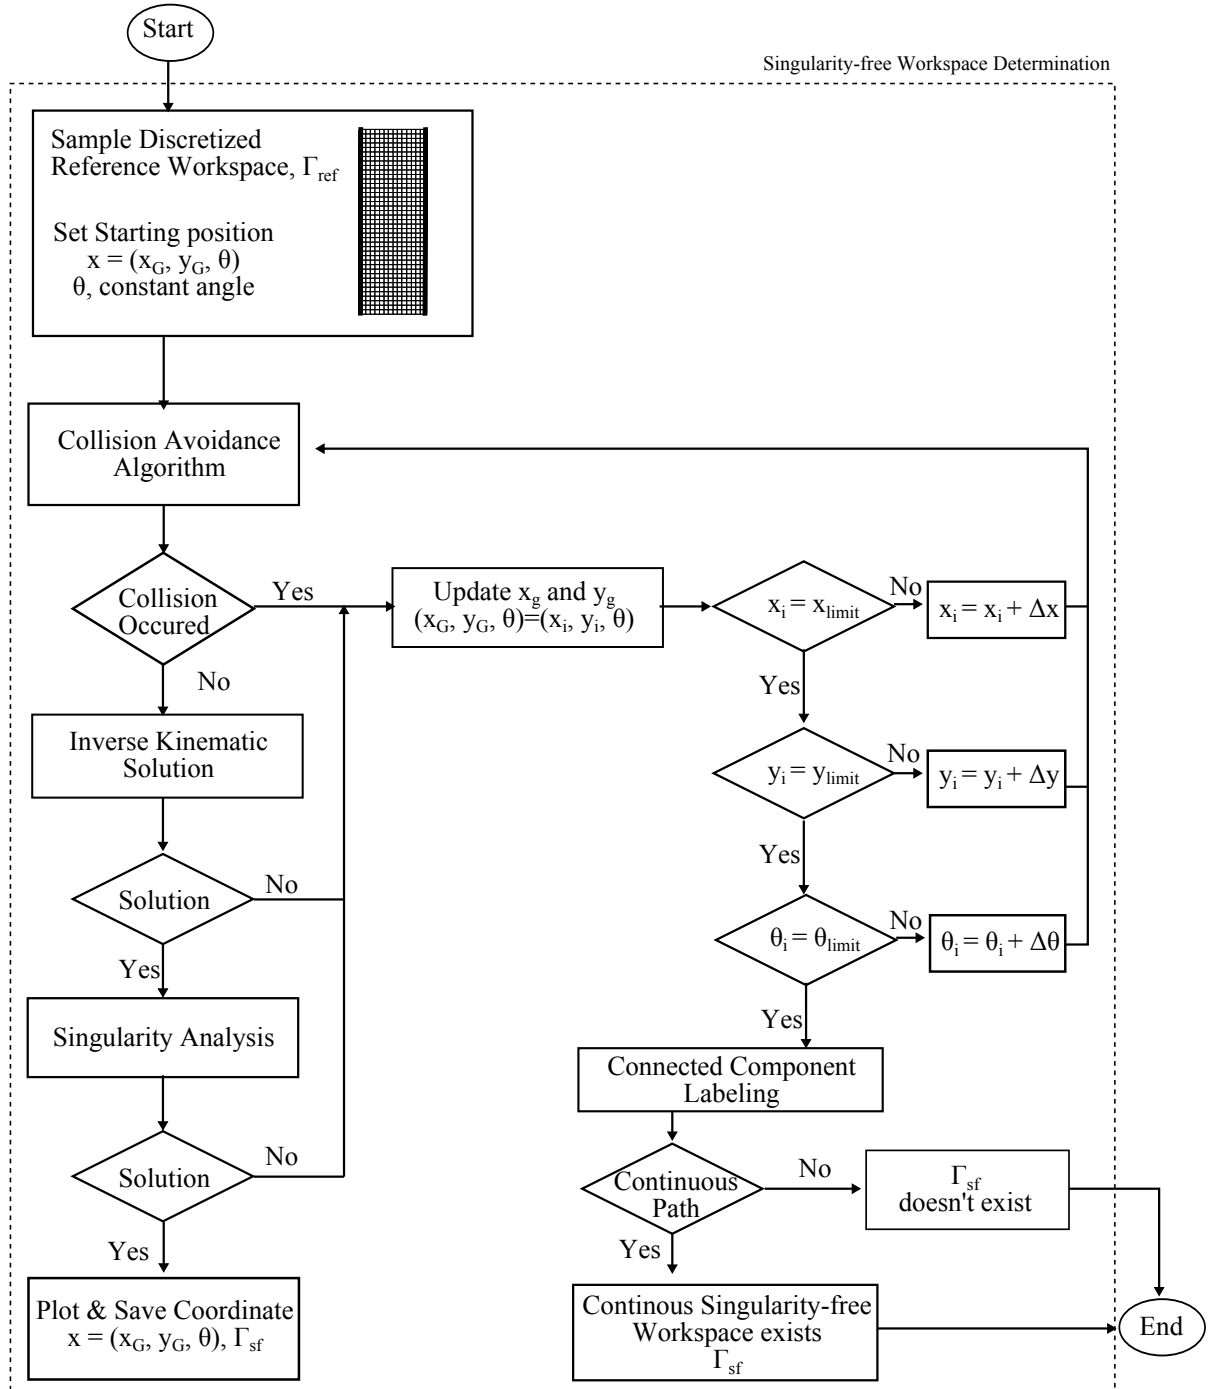 Start
Singularity-free Workspace Determination
Sample Discretized
Reference Workspace, Γref
Set Starting position
x = (xG, yG, θ)
θ, constant angle
Collision Avoidance
Algorithm
Collision
Occured
Yes
No
Update xg and yg
(xG, yG, θ)=(xi, yi, θ)
xi = xlimit
No
xi = xi + Δx
Yes
Inverse Kinematic
Solution
yi = ylimit
No
yi = yi + Δy
Yes
Solution
No
Yes
θi = θlimit
No
θi = θi + Δθ
Yes
Singularity Analysis
Connected Component
Labeling
Solution
No
Yes
Continuous
Path
No
Γsf
doesn't exist
Yes
Plot & Save Coordinate
x = (xG, yG, θ), Γsf
Continous Singularity-free
Workspace exists
Γsf
End